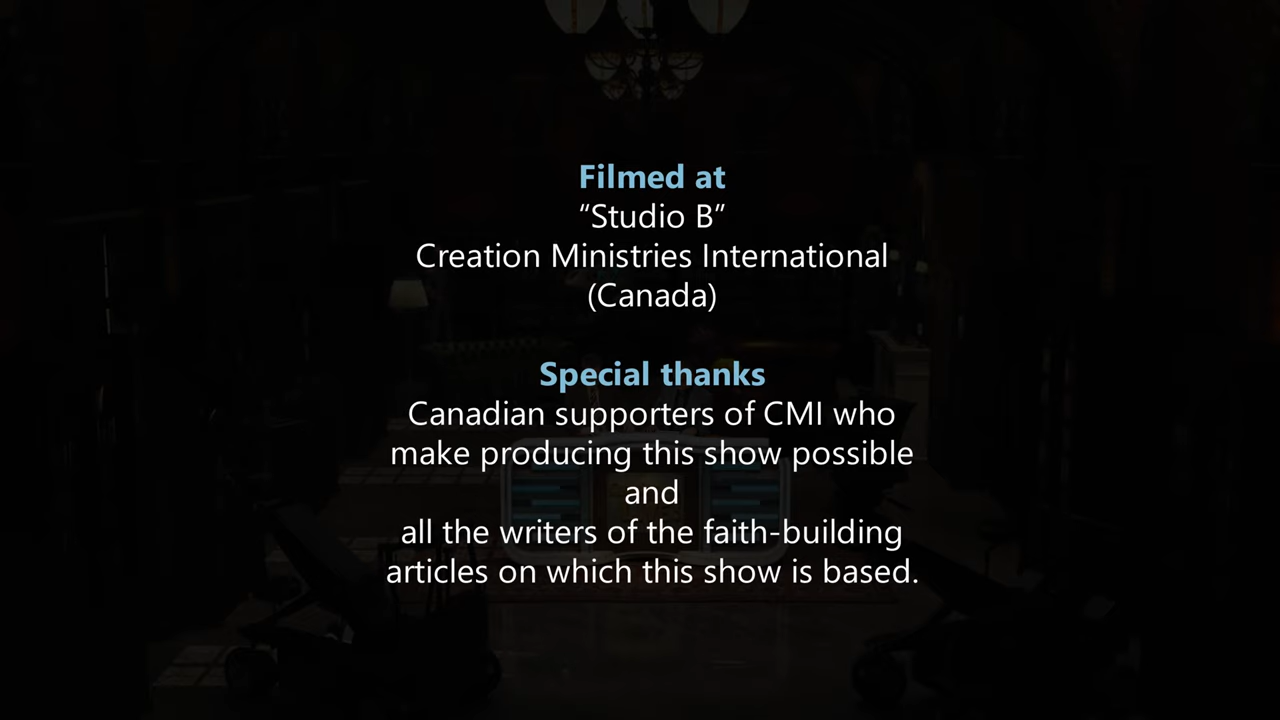 Filmed at
“Studio B”
Creation Ministries International
(Canada)
Special thanks
Canadian supporters of CMI who
make producing this show possible
and
all the writers of the faith-building
articles on which this show is based.